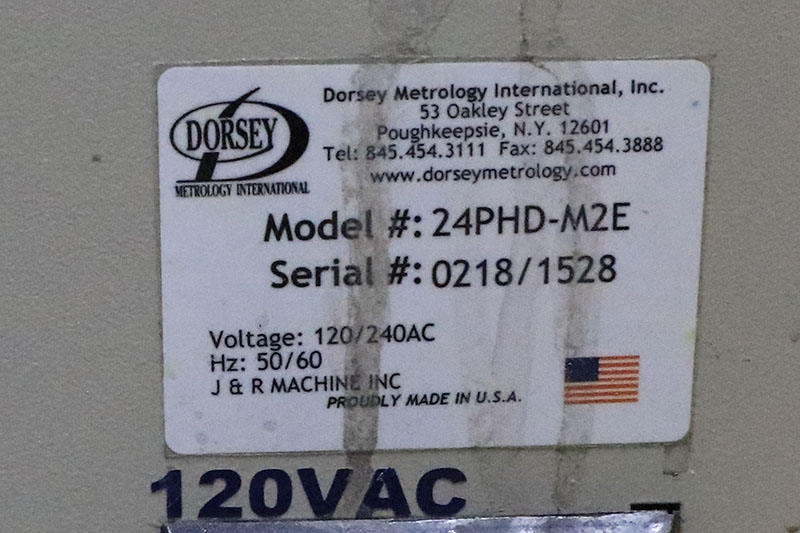 DORSEY
METROLOGY INTERNATIONAL
Dorsey Metrology International, Inc.
53 Oakley Street
Poughkeepsie, N.Y. 12601
Tel: 845.454.3111 Fax: 845.454.3888
www.dorseymetrology.com
Model #: 24PHD-M2E
Serial #: 0218/1528
Voltage: 120/240AC
Hz: 50/60
J & R MACHINE INC
PROUDLY MADE IN U.S.A.
120VAC